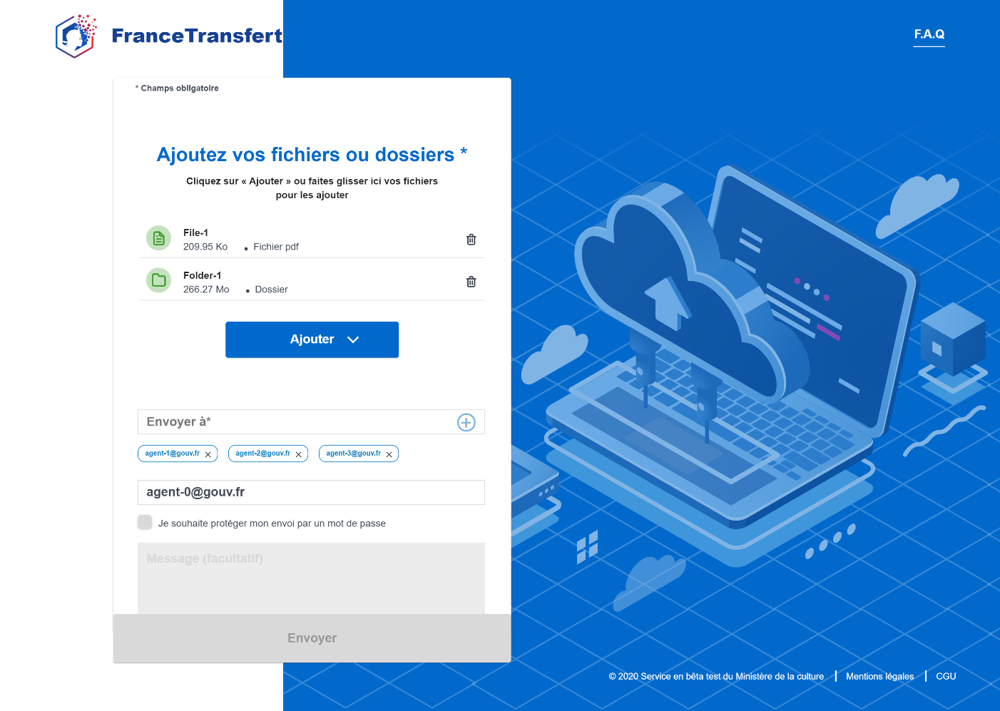 FranceTransfert
F.A.Q
* Champs obligatoire
Ajoutez vos fichiers ou dossiers *
Cliquez sur « Ajouter » ou faites glisser ici vos fichiers
pour les ajouter
File-1
209.95 Ko • Fichier pdf
Folder-1
266.27 Mo • Dossier
Ajouter
Envoyer à*
agent-1@gouv.fr agent-2@gouv.fr agent-3@gouv.fr
agent-0@gouv.fr
Je souhaite protéger mon envoi par un mot de passe
Message (facultatif)
Envoyer
© 2020 Service en bêta test du Ministère de la culture | Mentions légales | CGU